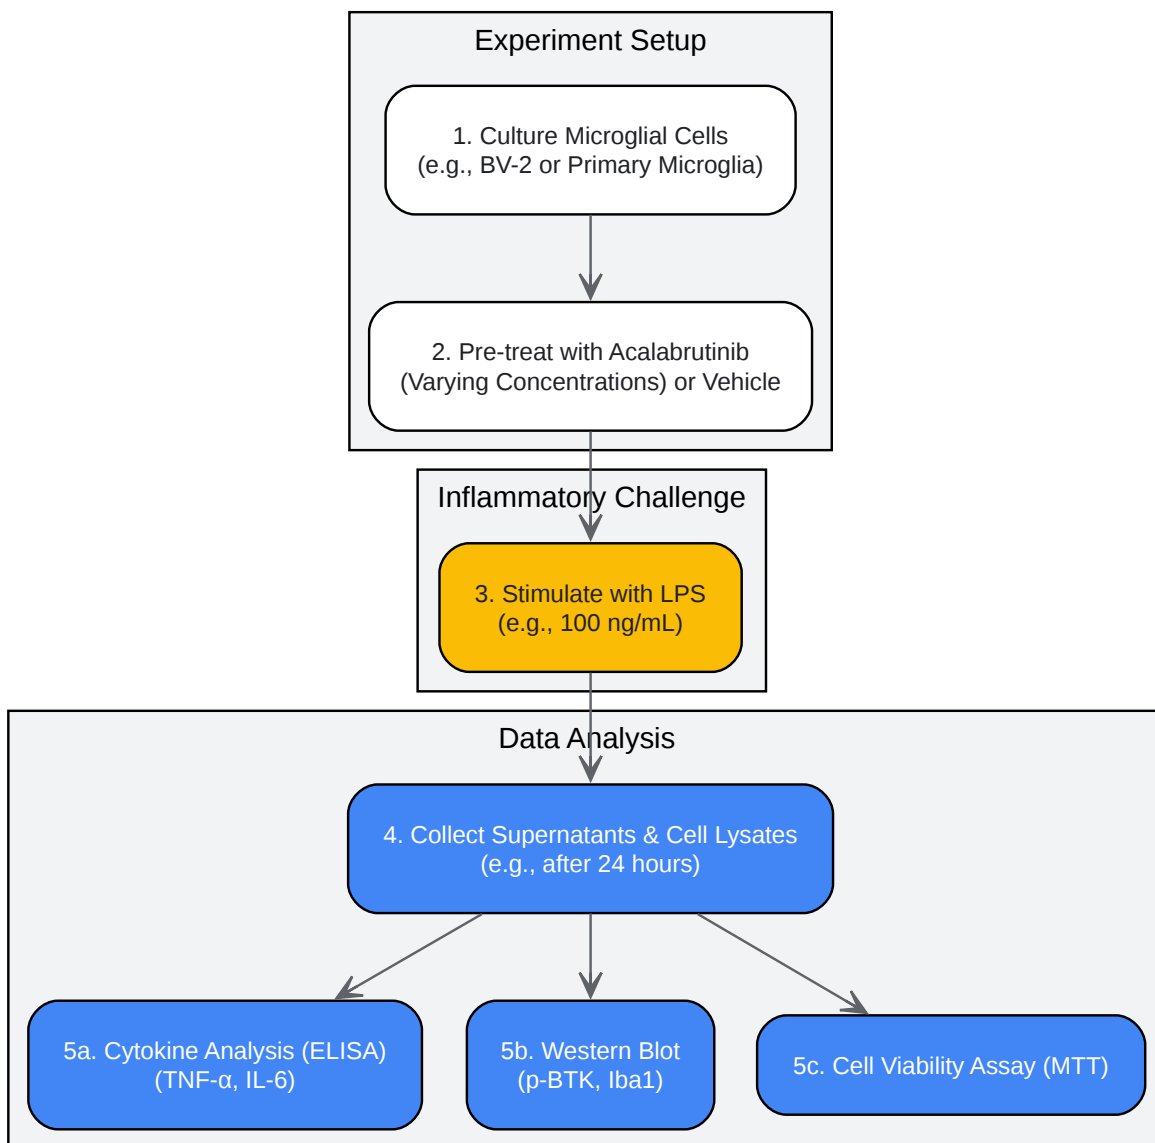 Experiment Setup
1. Culture Microglial Cells
(e.g., BV-2 or Primary Microglia)
2. Pre-treat with Acalabrutinib
(Varying Concentrations) or Vehicle
Inflammatory Challenge
3. Stimulate with LPS
(e.g., 100 ng/mL)
Data Analysis
4. Collect Supernatants & Cell Lysates
(e.g., after 24 hours)
5a. Cytokine Analysis (ELISA)
(TNF-α, IL-6)
5b. Western Blot
(p-BTK, Iba1)
5c. Cell Viability Assay (MTT)